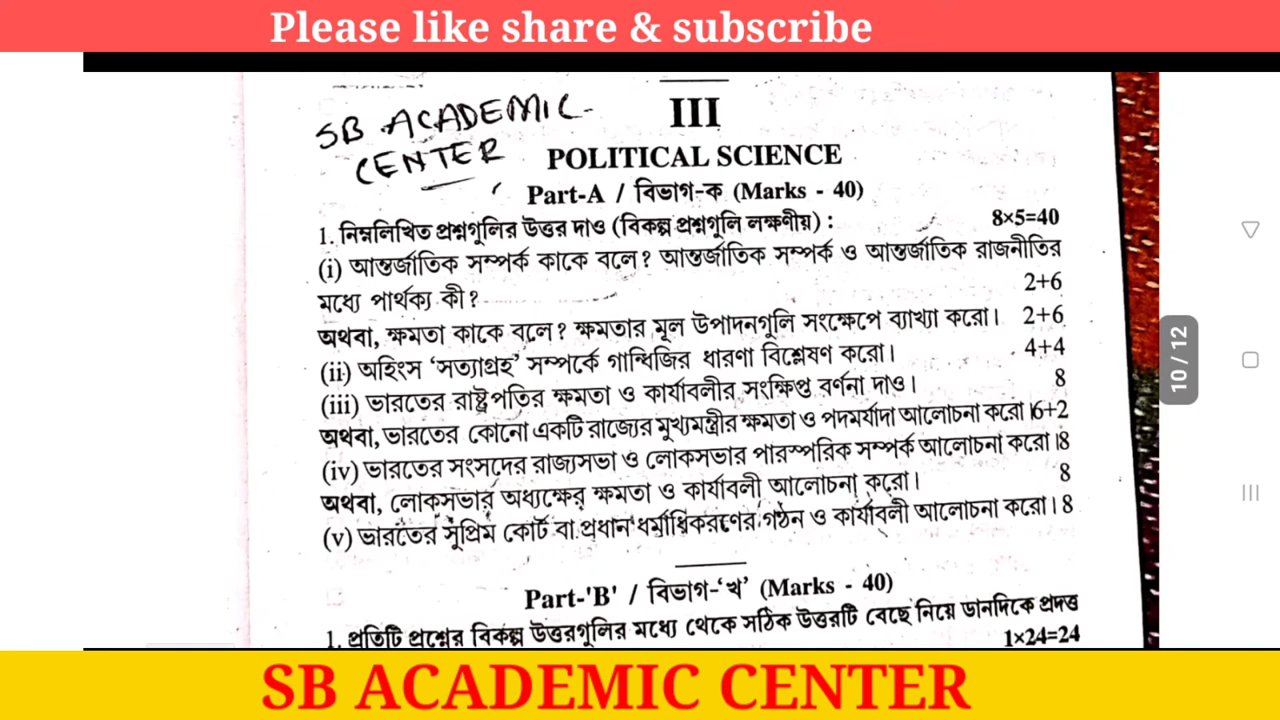 Please like share & subscribe
SB ACADEMIC
CENTER
III
POLITICAL SCIENCE
Part-A / বিভাগ-ক (Marks - 40)
1. নিম্নলিখিত প্রশ্নগুলির উত্তর দাও (বিকল্প প্রশ্নগুলি লক্ষণীয়) : 8×5=40
(i) আন্তর্জাতিক সম্পর্ক কাকে বলে? আন্তর্জাতিক সম্পর্ক ও আন্তর্জাতিক রাজনীতির
মধ্যে পার্থক্য কী? 2+6
অথবা, ক্ষমতা কাকে বলে? ক্ষমতার মূল উপাদানগুলি সংক্ষেপে ব্যাখ্যা করো। 2+6
(ii) অহিংস ‘সত্যাগ্রহ’ সম্পর্কে গান্ধিজির ধারণা বিশ্লেষণ করো। 4+4
(iii) ভারতের রাষ্ট্রপতির ক্ষমতা ও কার্যাবলীর সংক্ষিপ্ত বর্ণনা দাও। 8
অথবা, ভারতের কোনো একটি রাজ্যের মুখ্যমন্ত্রীর ক্ষমতা ও পদমর্যাদা আলোচনা করো। 6+2
(iv) ভারতের সংসদের রাজ্যসভা ও লোকসভার পারস্পরিক সম্পর্ক আলোচনা করো। 8
অথবা, লোকসভার অধ্যক্ষের ক্ষমতা ও কার্যাবলী আলোচনা করো। 8
(v) ভারতের সুপ্রিম কোর্ট বা প্রধান ধর্মাধিকরণের গঠন ও কার্যাবলী আলোচনা করো। 8
Part-'B' / বিভাগ-‘খ’ (Marks - 40)
1. প্রতিটি প্রশ্নের বিকল্প উত্তরগুলির মধ্যে থেকে সঠিক উত্তরটি বেছে নিয়ে ডানদিকে প্রদত্ত
1×24=24
10 / 12
SB ACADEMIC CENTER